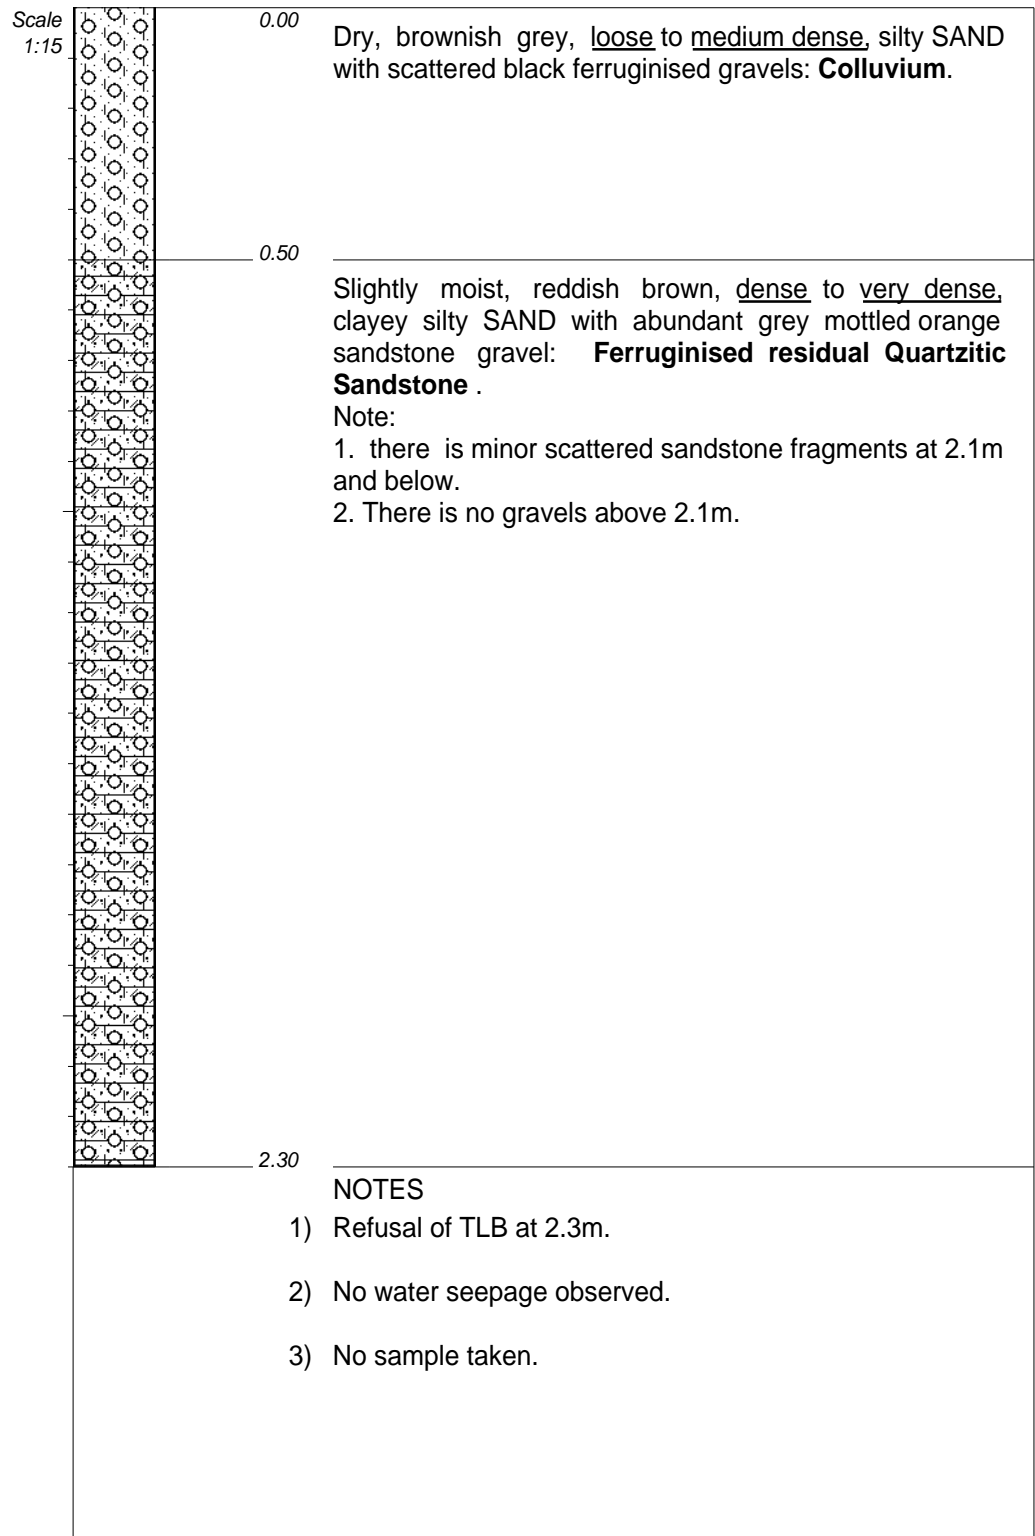 Scale
1:15
0.00
Dry, brownish grey, loose to medium dense, silty SAND
with scattered black ferruginised gravels: Colluvium.
0.50
Slightly moist, reddish brown, dense to very dense,
clayey silty SAND with abundant grey mottled orange
sandstone gravel: Ferruginised residual Quartzitic
Sandstone .
Note:
1. there is minor scattered sandstone fragments at 2.1m
and below.
2. There is no gravels above 2.1m.
2.30
NOTES
1) Refusal of TLB at 2.3m.
2) No water seepage observed.
3) No sample taken.